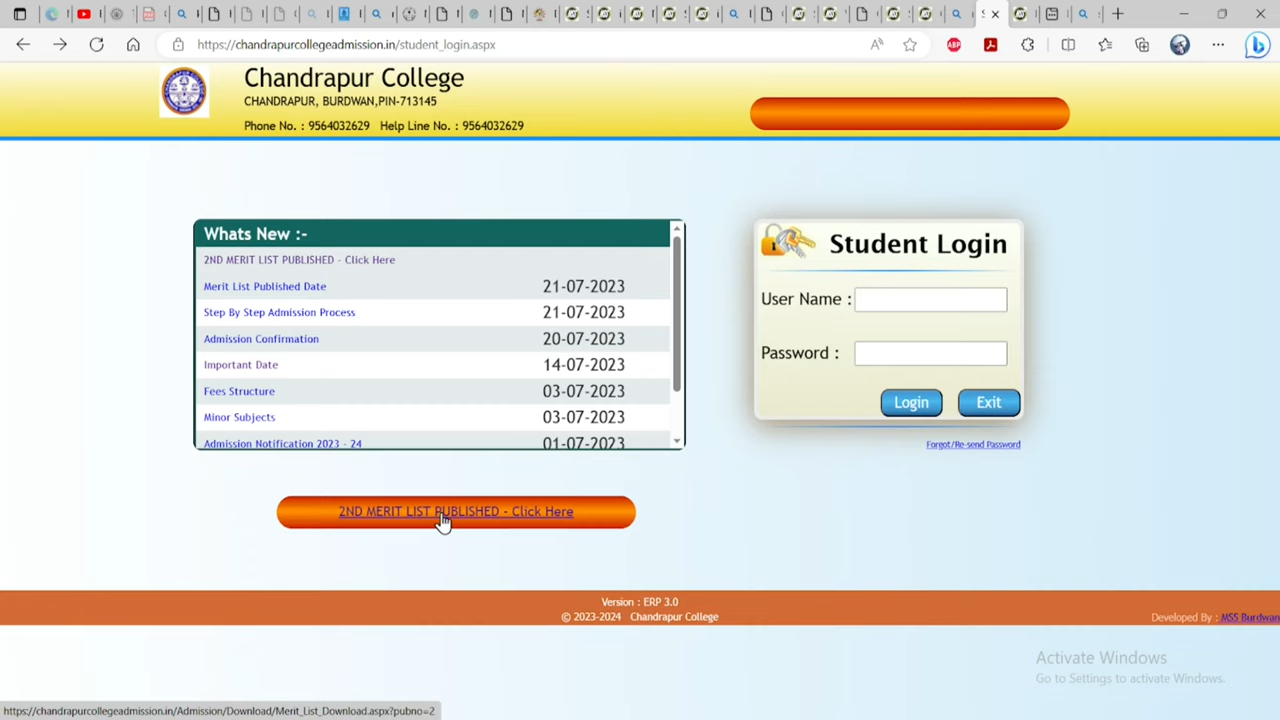 https://chandrapurcollegeadmission.in/student_login.aspx
Chandrapur College
CHANDRAPUR, BURDWAN,PIN-713145
Phone No. : 9564032629 Help Line No. : 9564032629
Whats New :-
2ND MERIT LIST PUBLISHED - Click Here
Merit List Published Date 21-07-2023
Step By Step Admission Process 21-07-2023
Admission Confirmation 20-07-2023
Important Date 14-07-2023
Fees Structure 03-07-2023
Minor Subjects 03-07-2023
Admission Notification 2023 - 24 01-07-2023
Student Login
User Name :
Password :
Login Exit
Forgot/Re-send Password
2ND MERIT LIST PUBLISHED - Click Here
Version : ERP 3.0
© 2023-2024 Chandrapur College
Developed By : MSS Burdwan
Activate Windows
Go to Settings to activate Windows.
https://chandrapurcollegeadmission.in/Admission/Download/Merit_List_Download.aspx?pubno=2